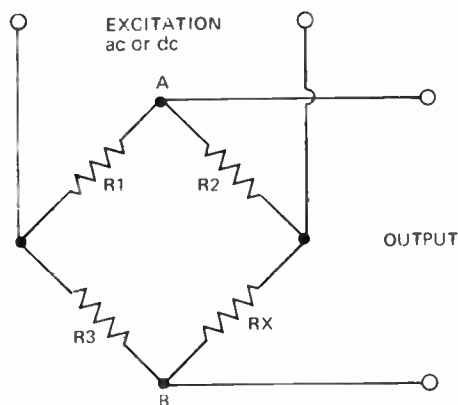 EXCITATION
ac or dc
A
R1
R2
OUTPUT
R3
RX
B